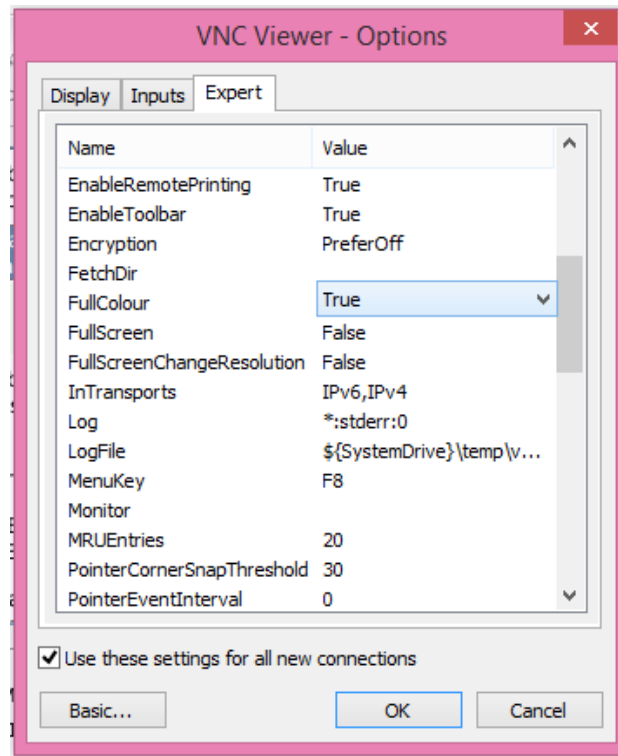 VNC Viewer - Options
Display Inputs Expert
Name Value
EnableRemotePrinting True
EnableToolbar True
Encryption PreferOff
FetchDir
FullColour True
FullScreen False
FullScreenChangeResolution False
InTransports IPv6,IPv4
Log *:stderr:0
LogFile ${SystemDrive}\temp\v...
MenuKey F8
Monitor
MRUEntries 20
PointerCornerSnapThreshold 30
PointerEventInterval 0
Use these settings for all new connections
Basic... OK Cancel